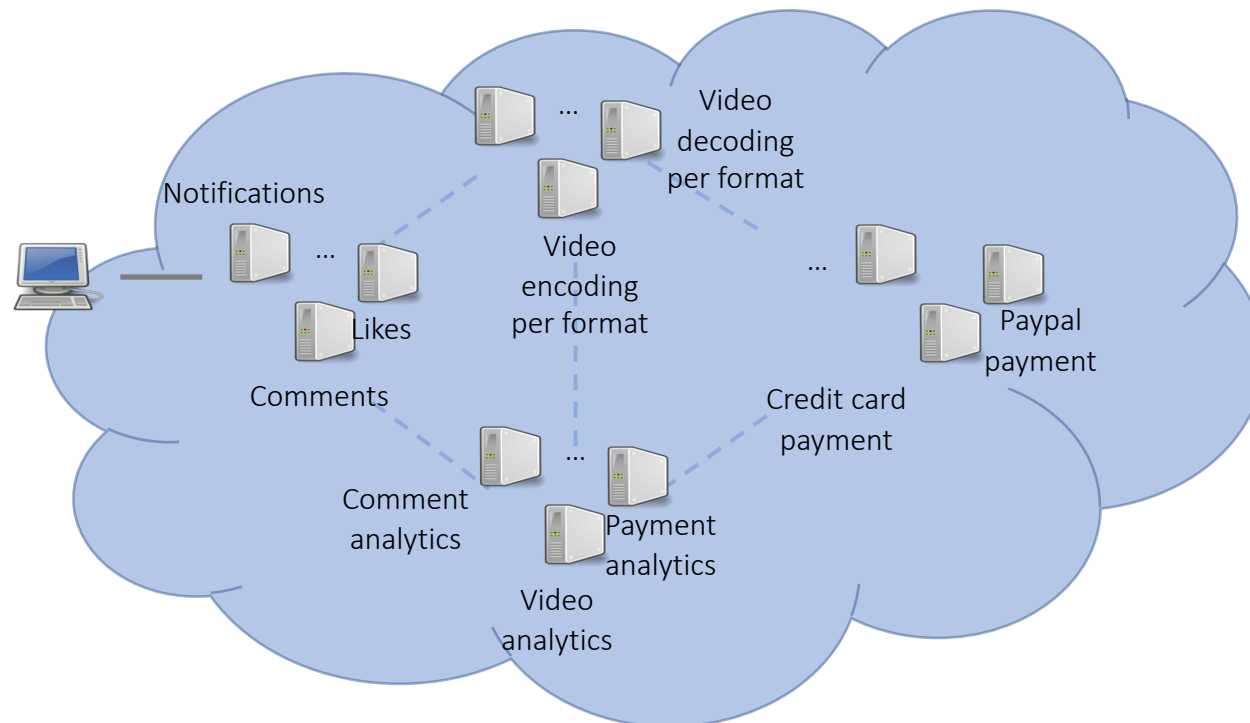 ...
Video
decoding
per format
Notifications
...
Likes
Comments
Video
encoding
per format
...
Paypal
payment
Credit card
payment
...
Comment
analytics
Payment
analytics
Video
analytics